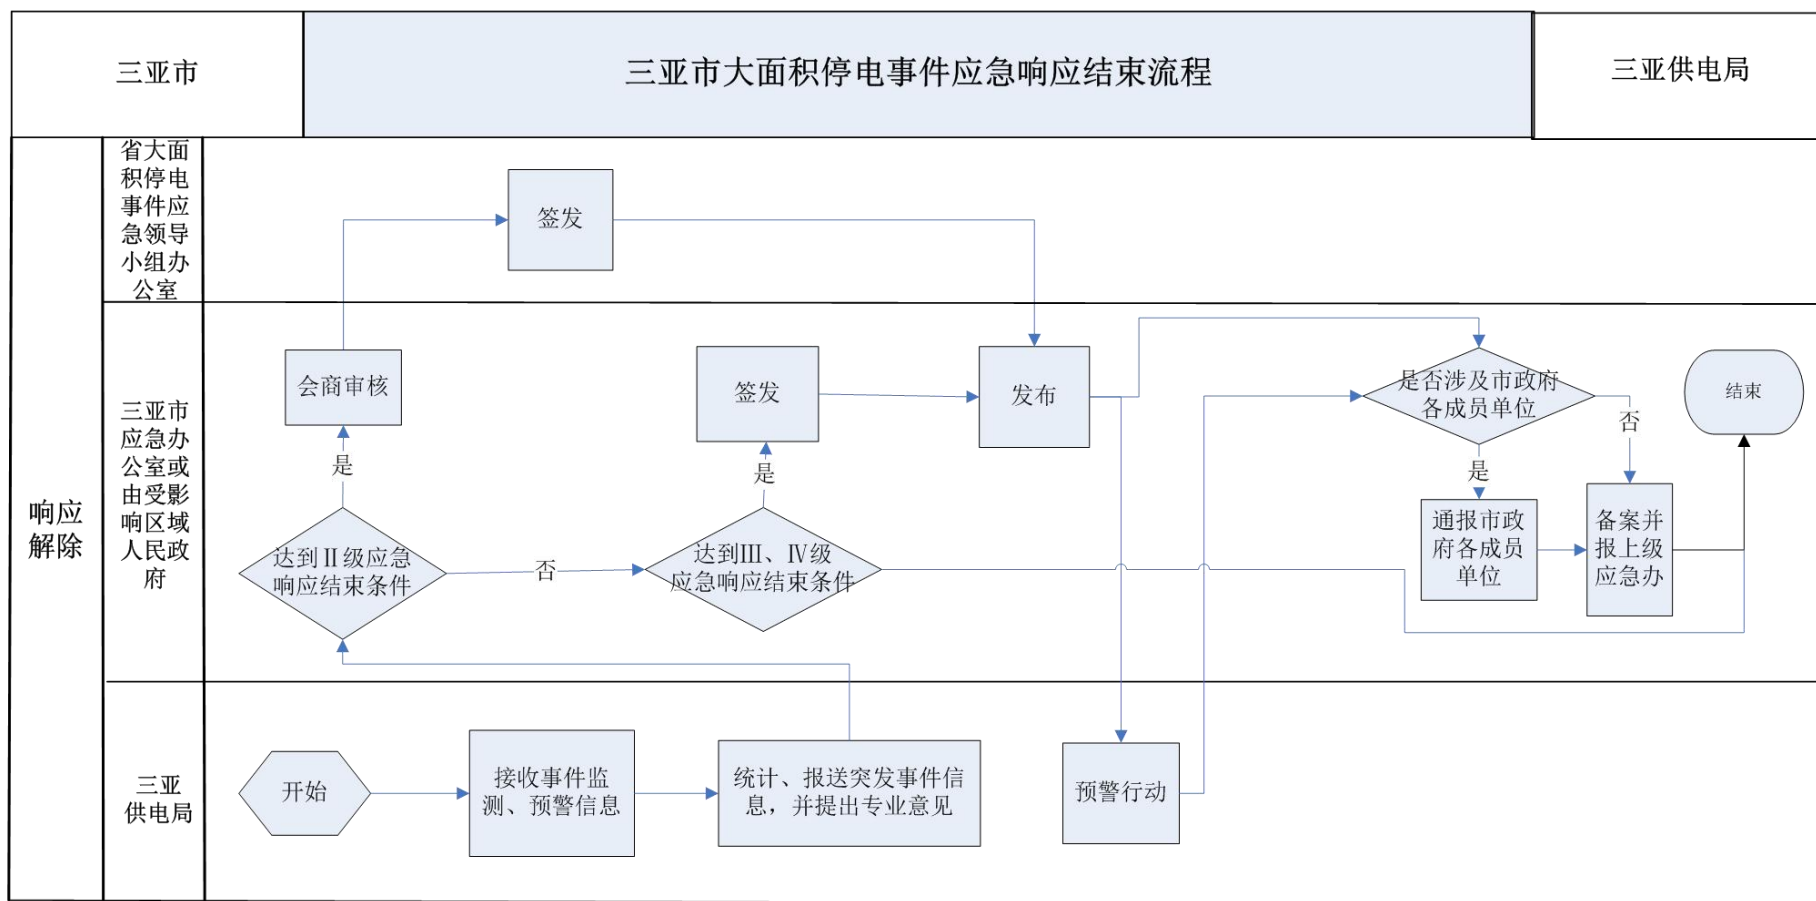 三亚市
三亚市大面积停电事件应急响应结束流程
三亚供电局
响应
解除
省大面
积停电
事件应
急领导
小组办
公室
签发
三亚市
应急办
公室或
由受影
响区域
人民政
府
会商审核
是
达到Ⅱ级应急
响应结束条件
否
签发
是
达到Ⅲ、Ⅳ级
应急响应结束条件
发布
是否涉及市政府
各成员单位
是
否
通报市政
府各成员
单位
备案并
报上级
应急办
结束
三亚
供电局
开始
接收事件监
测、预警信息
统计、报送突发事件信
息，并提出专业意见
预警行动